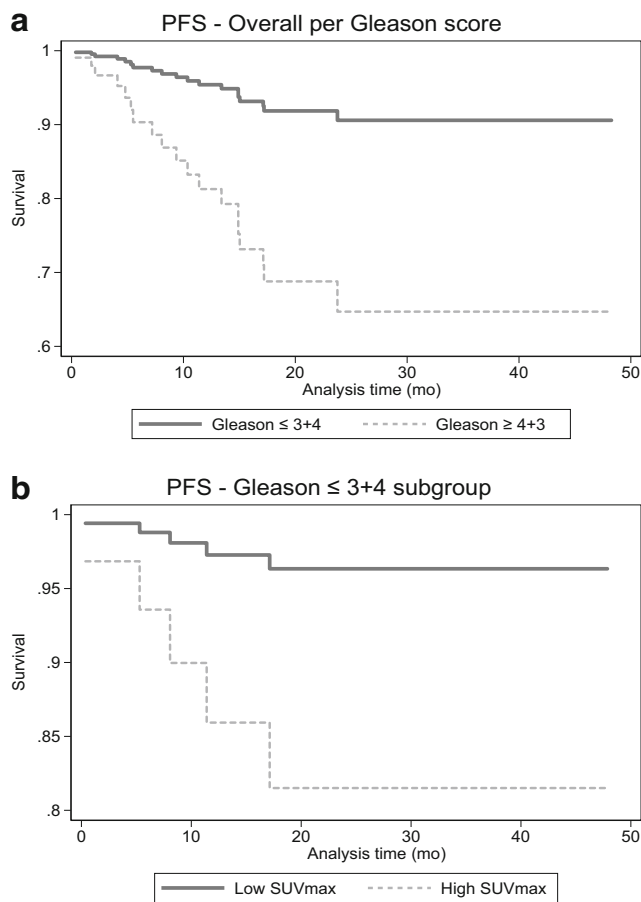 a
PFS - Overall per Gleason score
1
.9
.8
.7
.6
Survival
0 10 20 30 40 50
Analysis time (mo)
Gleason ≤ 3+4 Gleason ≥ 4+3
b
PFS - Gleason ≤ 3+4 subgroup
1
.95
.9
.85
.8
Survival
0 10 20 30 40 50
Analysis time (mo)
Low SUVmax High SUVmax